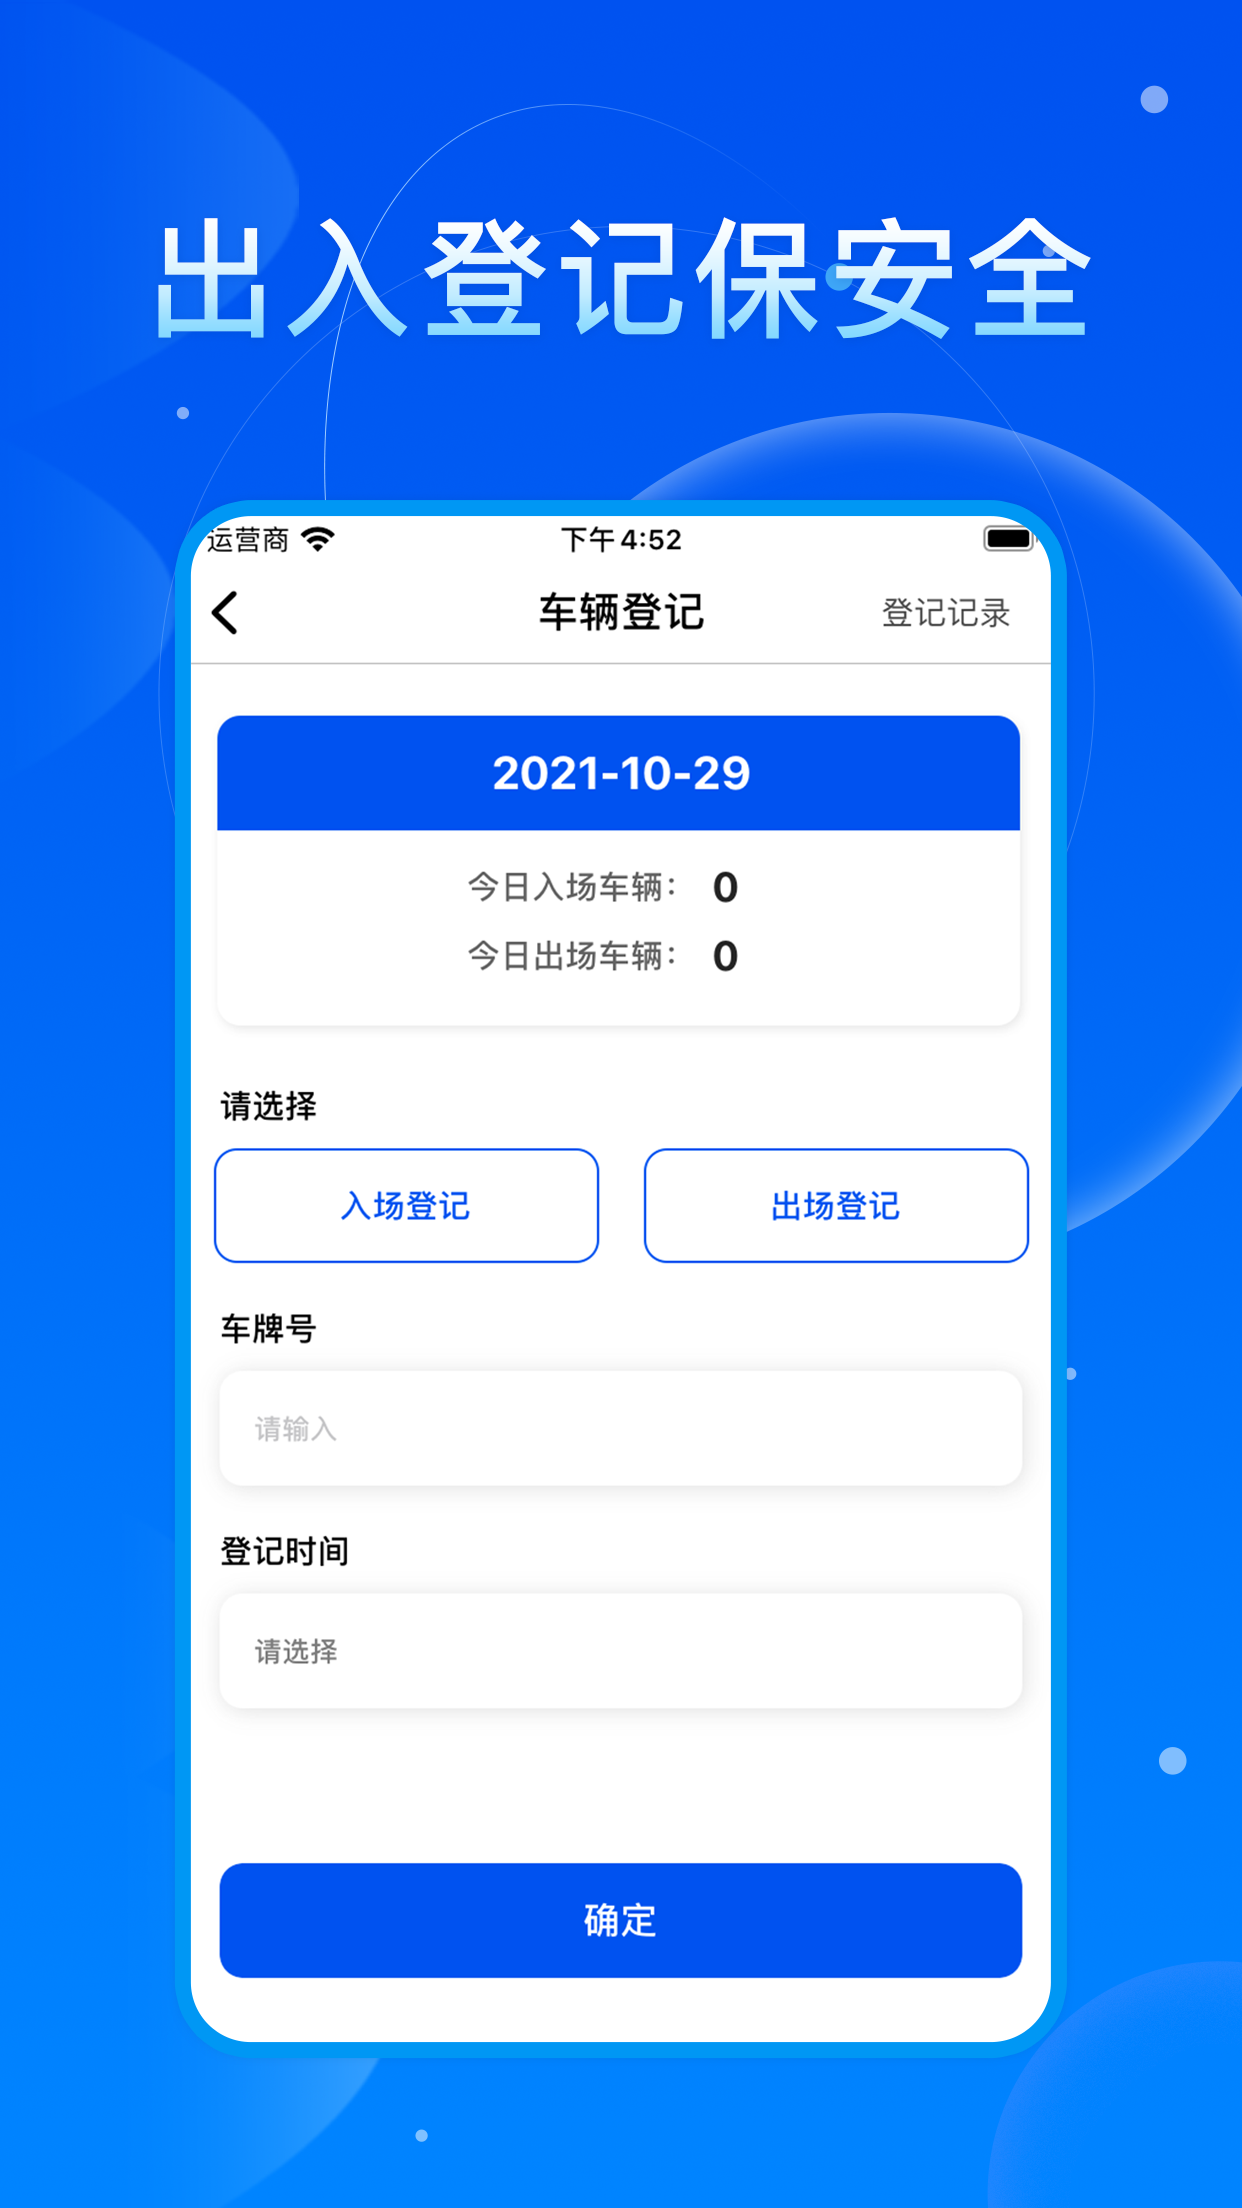 出入登记保安全
运营商 下午4:52
车辆登记 登记记录
2021-10-29
今日入场车辆： 0
今日出场车辆： 0
请选择
入场登记 出场登记
车牌号
请输入
登记时间
请选择
确定